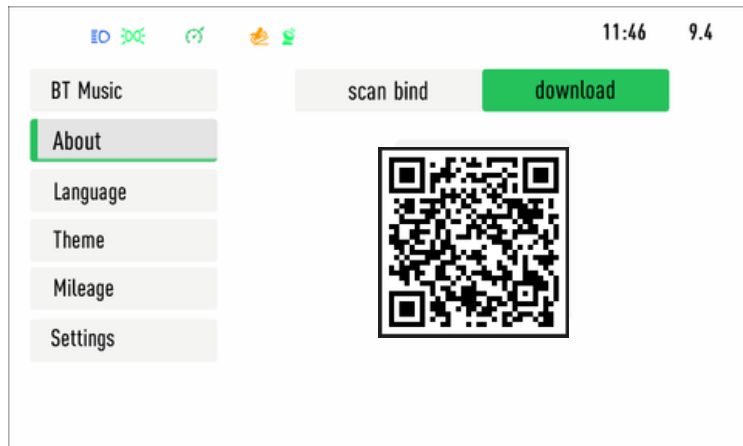 11:46 9.4
BT Music
scan bind download
About
Language
Theme
Mileage
Settings